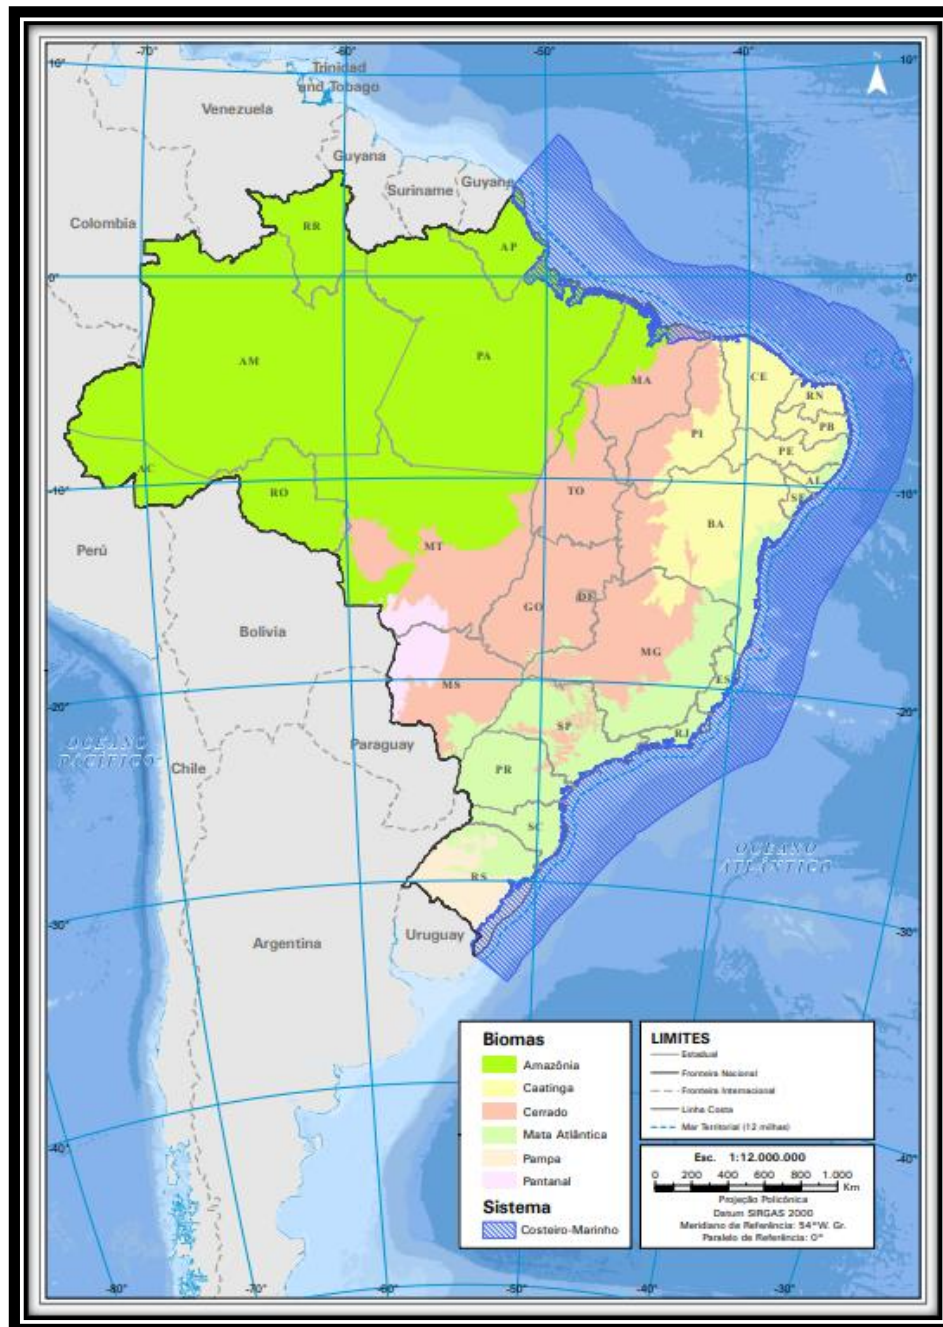 -70°
-60°
-50°
-40°
10°
10°
N
Trinidad
and Tobago
Venezuela
Guyana
Suriname
Guyane
Colombia
RR
AP
0°
0°
AM
PA
MA
CE
RN
PB
PI
PE
AC
AL
SE
-10°
-10°
RO
TO
BA
MT
Perú
GO
DF
Bolivia
MG
MS
ES
-20°
-20°
SP
RJ
OCEANO
PACÍFICO
Paraguay
Chile
PR
SC
OCEANO
ATLÂNTICO
RS
-30°
-30°
Uruguay
Argentina
Biomas
Amazônia
Caatinga
Cerrado
Mata Atlântica
Pampa
Pantanal
Sistema
Costeiro-Marinho
LIMITES
Estadual
Fronteira Nacional
Fronteira Internacional
Linha Costa
Mar Territorial (12 milhas)
Esc. 1:12.000.000
0 200 400 600 800 1.000
Km
Projeção Policônica
Datum SIRGAS 2000
Meridiano de Referência: 54°W. Gr.
Paralelo de Referência: 0°
-40°
-40°
-80°
-70°
-60°
-50°
-40°
-30°